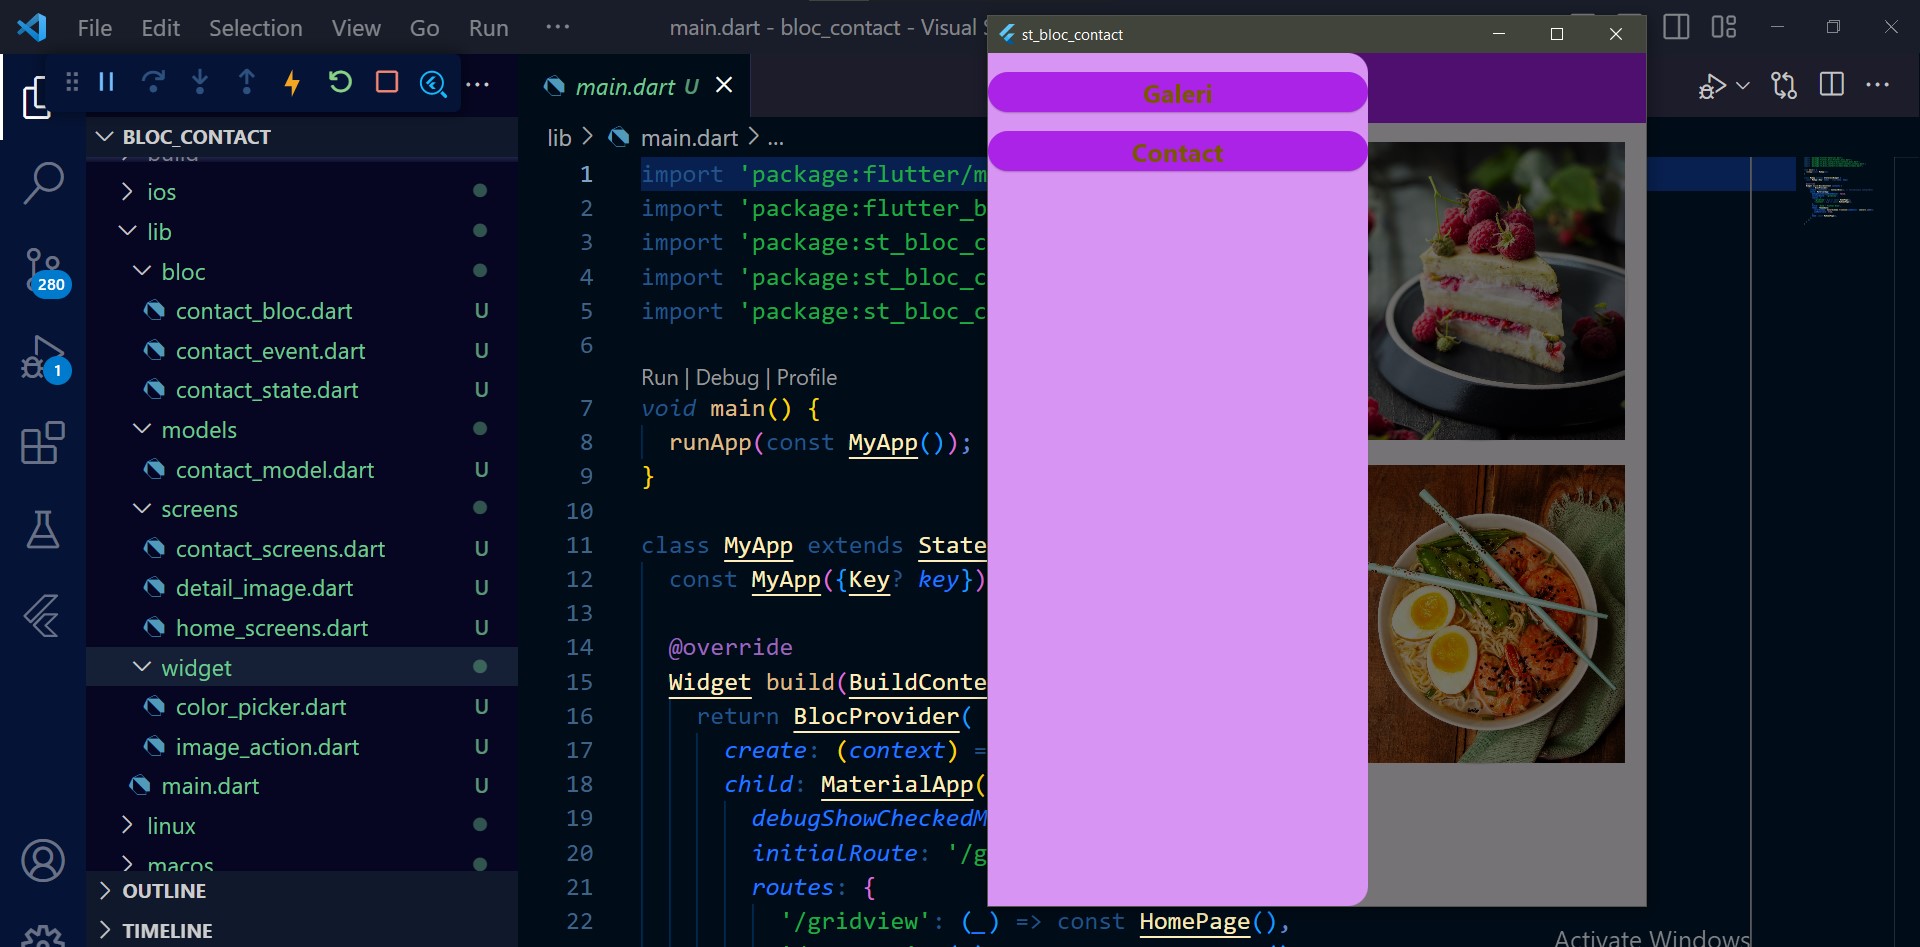 File Edit Selection View Go Run ···
main.dart - bloc_contact - Visual S
st_bloc_contact
main.dart U
BLOC_CONTACT
lib > main.dart > ...
build
ios
lib
bloc
contact_bloc.dart U
contact_event.dart U
contact_state.dart U
models
contact_model.dart U
screens
contact_screens.dart U
detail_image.dart U
home_screens.dart U
widget
color_picker.dart U
image_action.dart U
main.dart U
linux
macos
OUTLINE
TIMELINE
280
1
1 import 'package:flutter/m
2 import 'package:flutter_b
3 import 'package:st_bloc_c
4 import 'package:st_bloc_c
5 import 'package:st_bloc_c
6
Run | Debug | Profile
7 void main() {
8 runApp(const MyApp());
9 }
10
11 class MyApp extends State
12 const MyApp({Key? key})
13
14 @override
15 Widget build(BuildConte
16 return BlocProvider(
17 create: (context) =
18 child: MaterialApp(
19 debugShowCheckedM
20 initialRoute: '/g
21 routes: {
22 '/gridview': (_) => const HomePage(),
Galeri
Contact
Activate Windows